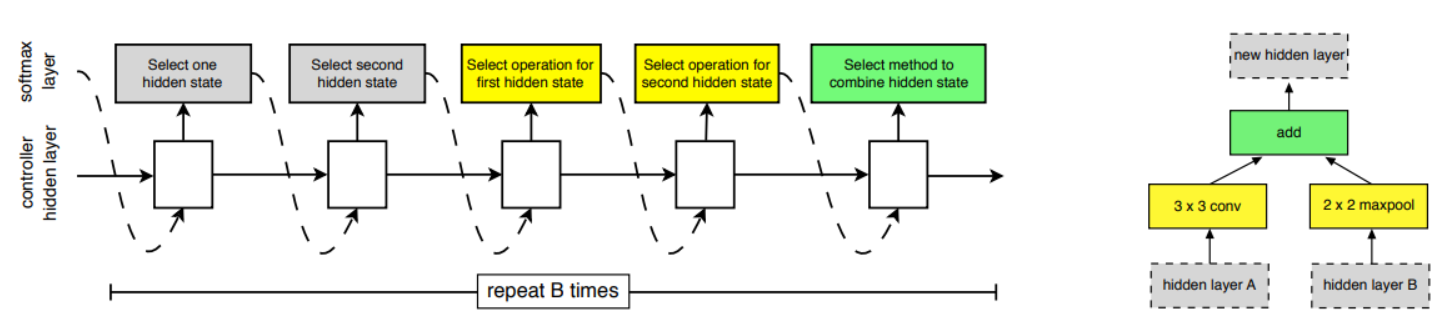 softmax
layer
controller
hidden layer
Select one
hidden state
Select second
hidden state
Select operation for
first hidden state
Select operation for
second hidden state
Select method to
combine hidden state
repeat B times
new hidden layer
add
3 x 3 conv
2 x 2 maxpool
hidden layer A
hidden layer B